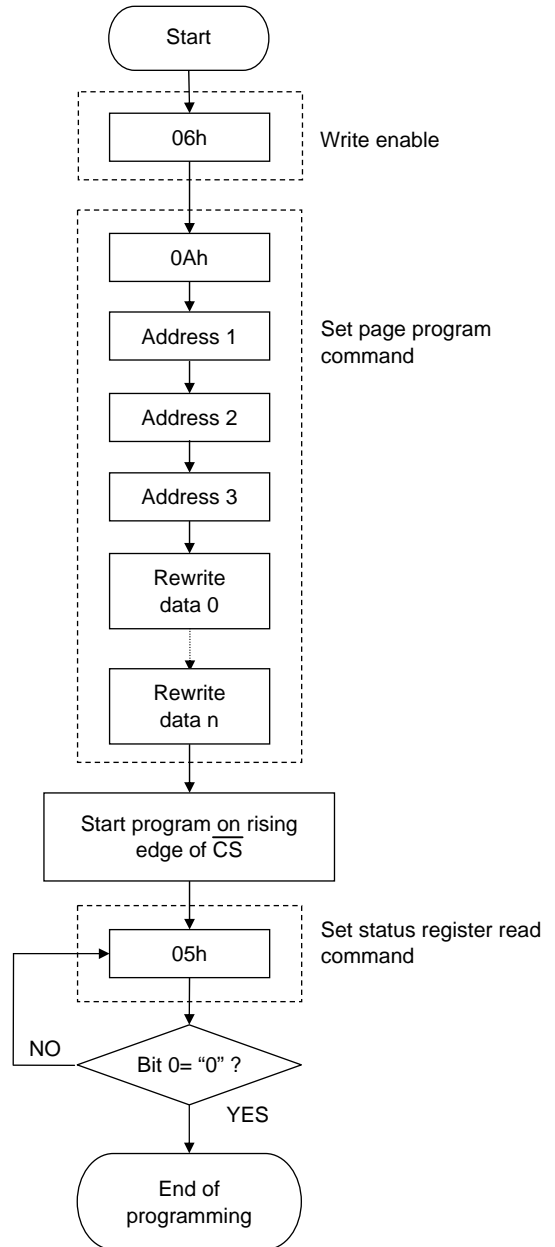 Start
06h
Write enable
0Ah
Address 1
Set page program
command
Address 2
Address 3
Rewrite
data 0
Rewrite
data n
Start program on rising
edge of C̅S̅
Set status register read
command
05h
NO
Bit 0= “0” ?
YES
End of
programming